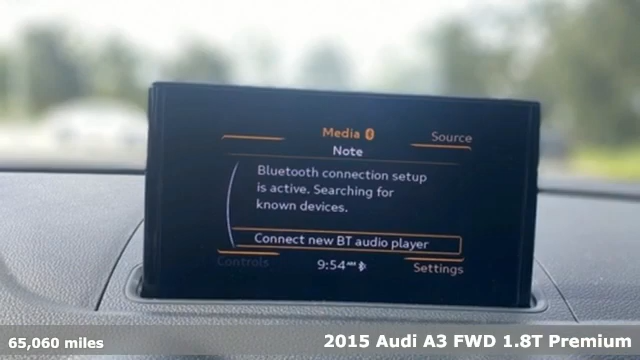 Media
Source
Note
Bluetooth connection setup
is active. Searching for
known devices.
Connect new BT audio player
Controls
9:54 AM
Settings
65,060 miles
2015 Audi A3 FWD 1.8T Premium